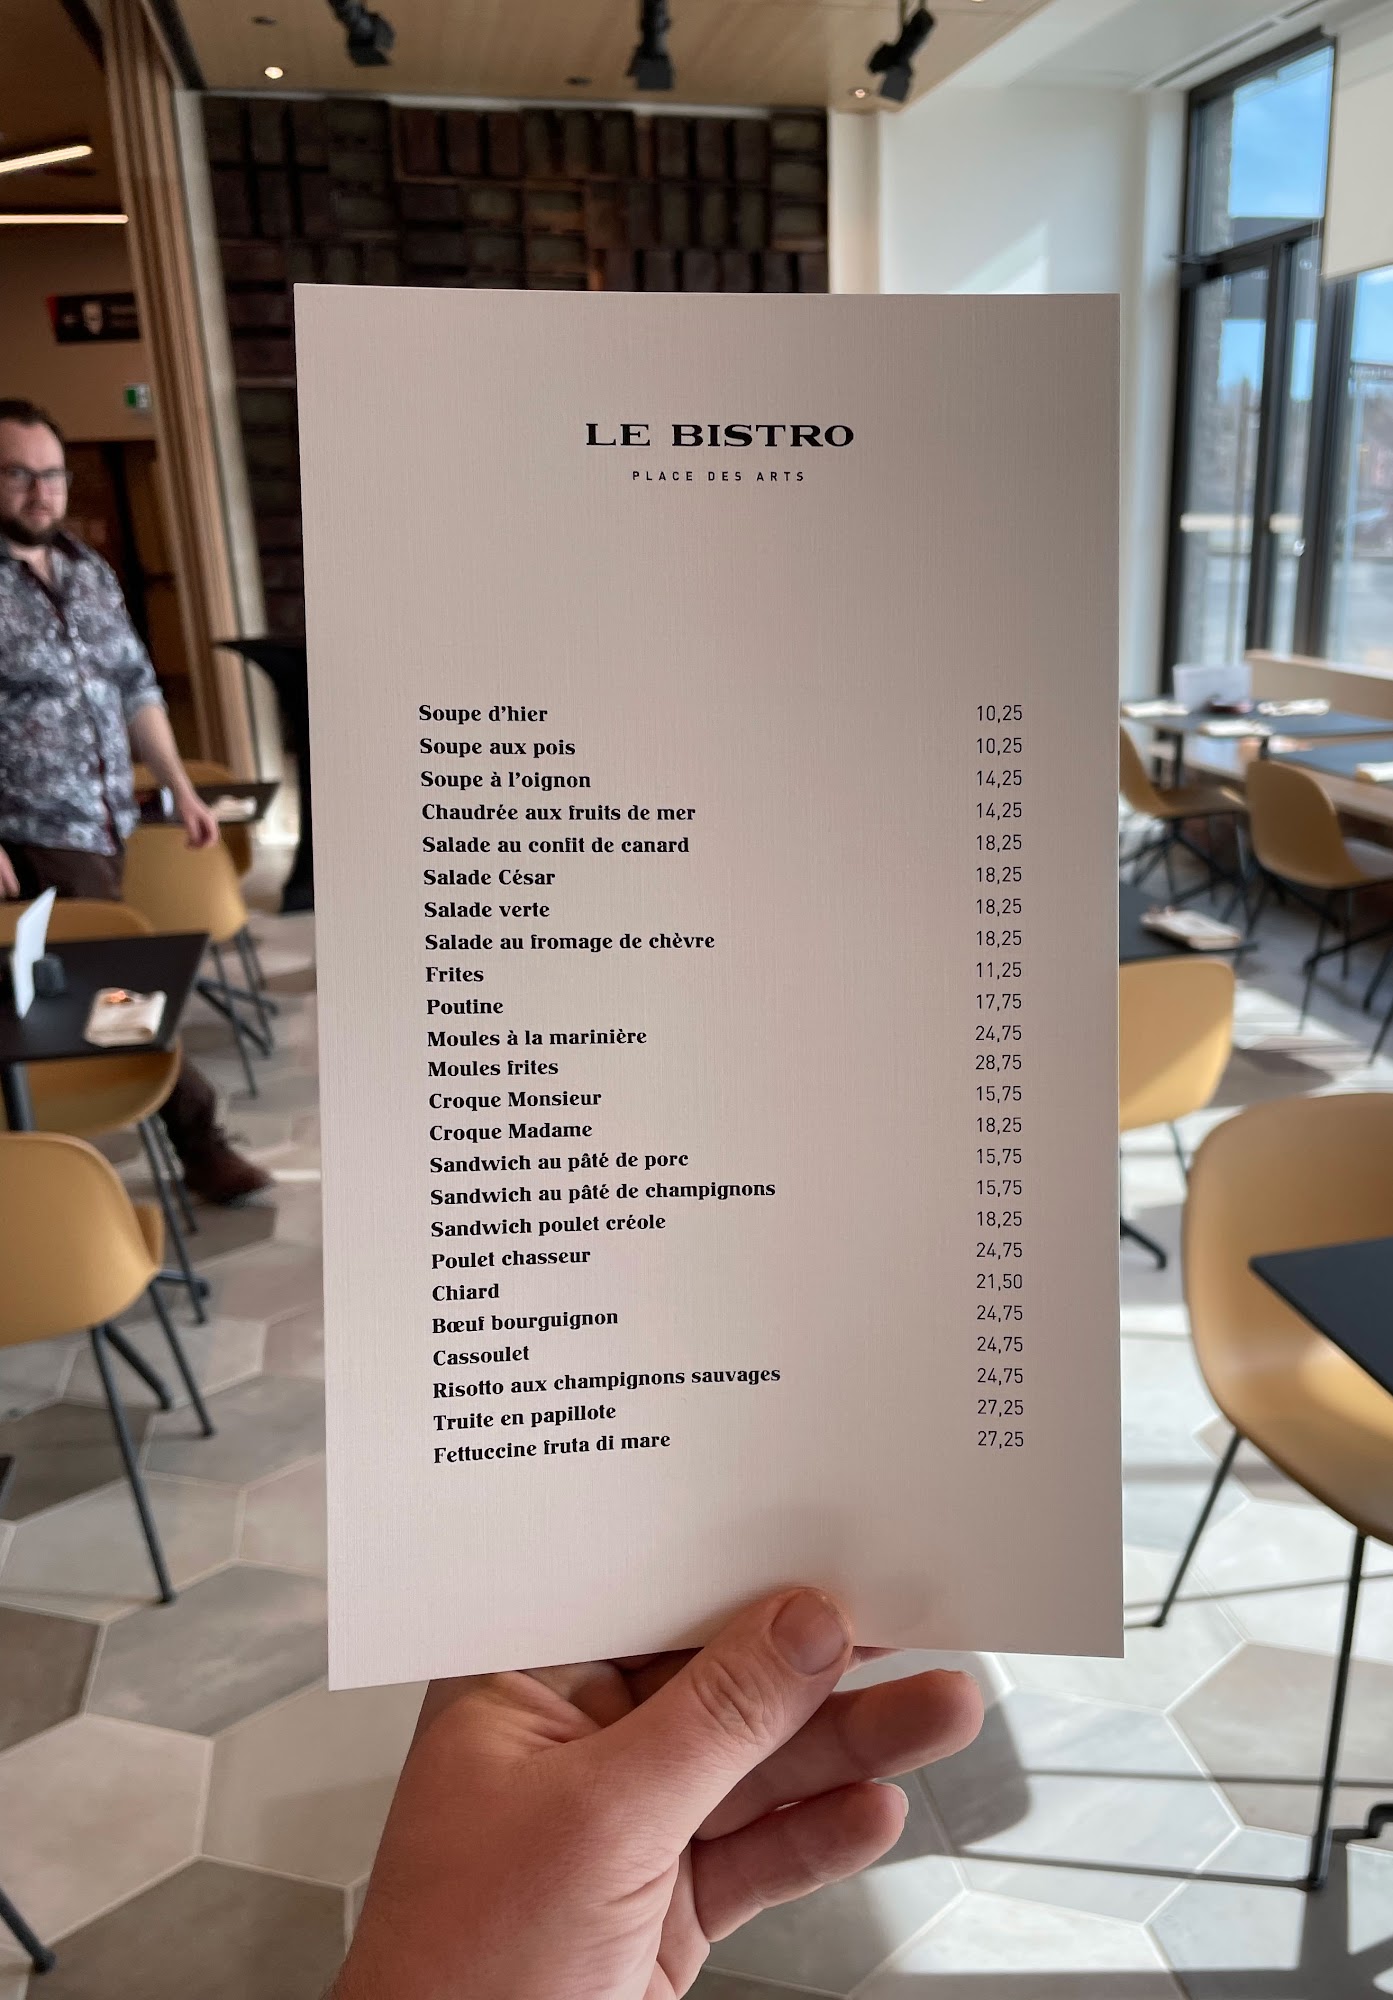 LE BISTRO
PLACE DES ARTS
Soupe d'hier 10,25
Soupe aux pois 10,25
Soupe à l'oignon 14,25
Chaudrée aux fruits de mer 14,25
Salade au confit de canard 18,25
Salade César 18,25
Salade verte 18,25
Salade au fromage de chèvre 18,25
Frites 11,25
Poutine 17,75
Moules à la marinière 24,75
Moules frites 28,75
Croque Monsieur 15,75
Croque Madame 18,25
Sandwich au pâté de porc 15,75
Sandwich au pâté de champignons 15,75
Sandwich poulet créole 18,25
Poulet chasseur 24,75
Chiard 21,50
Bœuf bourguignon 24,75
Cassoulet 24,75
Risotto aux champignons sauvages 24,75
Truite en papillote 27,25
Fettuccine fruta di mare 27,25